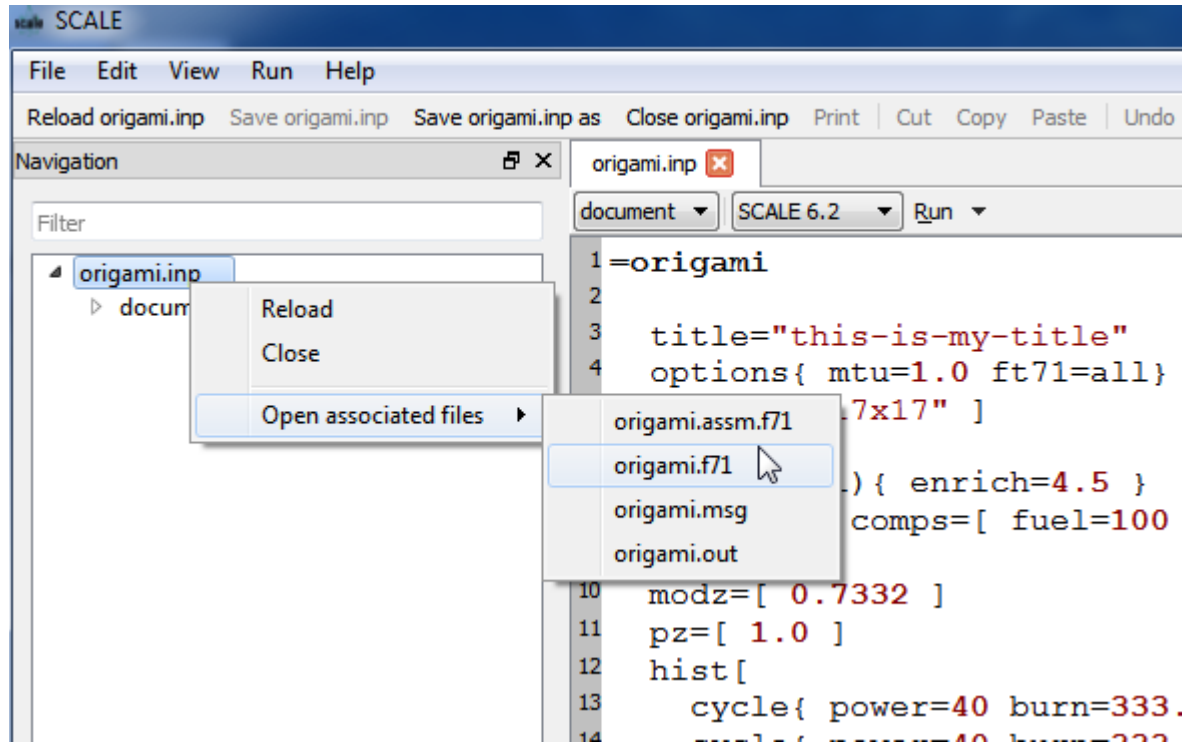 scale SCALE
File Edit View Run Help
Reload origami.inp Save origami.inp Save origami.inp as Close origami.inp Print Cut Copy Paste Undo
Navigation
Filter
origami.inp
docum
Reload
Close
Open associated files
origami.assm.f71
origami.f71
origami.msg
origami.out
origami.inp
document SCALE 6.2 Run
1 =origami
2
3 title="this-is-my-title"
4 options{ mtu=1.0 ft71=all}
7x17" ]
){ enrich=4.5 }
comps=[ fuel=100
10 modz=[ 0.7332 ]
11 pz=[ 1.0 ]
12 hist[
13 cycle{ power=40 burn=333.
14